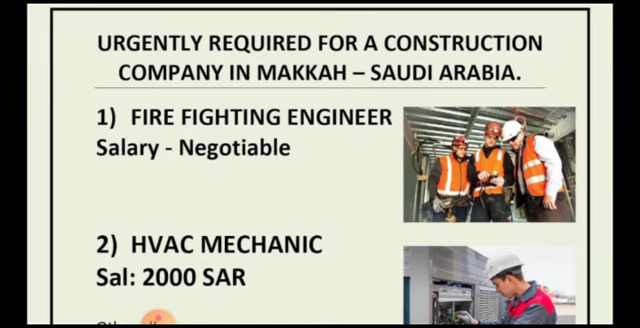 URGENTLY REQUIRED FOR A CONSTRUCTION
COMPANY IN MAKKAH – SAUDI ARABIA.
1) FIRE FIGHTING ENGINEER
Salary - Negotiable
2) HVAC MECHANIC
Sal: 2000 SAR